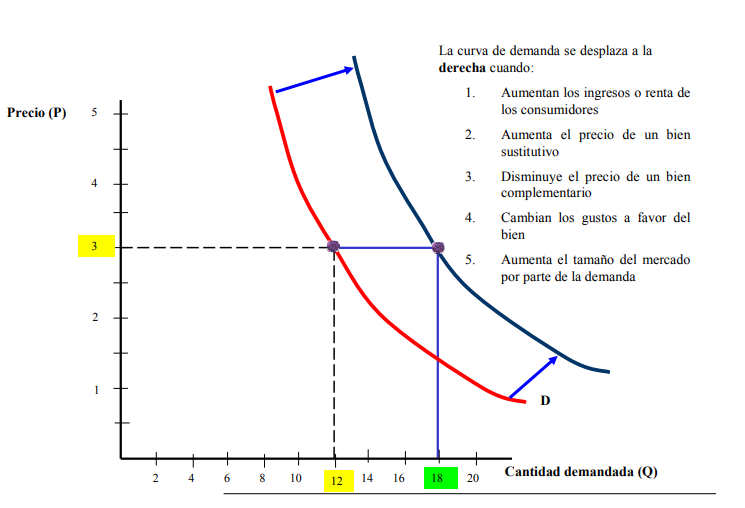 La curva de demanda se desplaza a la
derecha cuando:
1. Aumentan los ingresos o renta de
los consumidores
2. Aumenta el precio de un bien
sustitutivo
3. Disminuye el precio de un bien
complementario
4. Cambian los gustos a favor del
bien
5. Aumenta el tamaño del mercado
por parte de la demanda
Precio (P)
5
4
3
2
1
D
2 4 6 8 10 12 14 16 18 20
Cantidad demandada (Q)